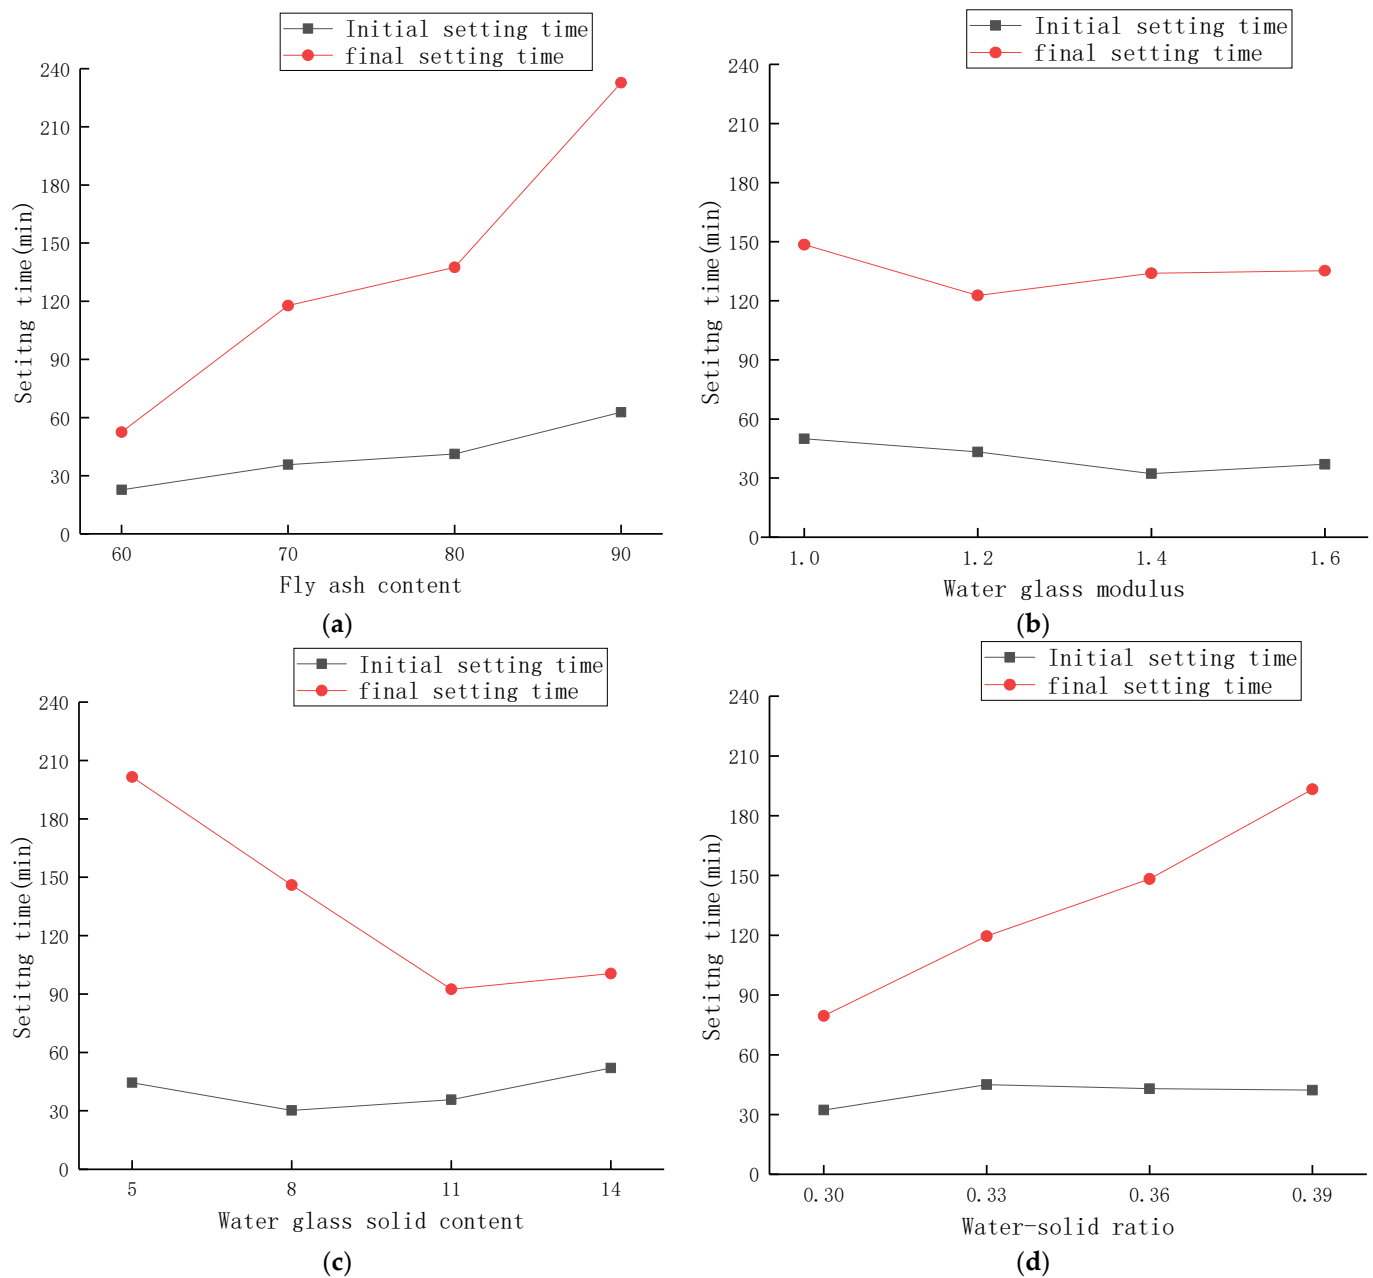 Initial setting time
final setting time
240
210
180
150
120
90
60
30
0
Setitng time(min)
60 70 80 90
Fly ash content
(a)
Initial setting time
final setting time
240
210
180
150
120
90
60
30
0
Seting time(min)
1.0 1.2 1.4 1.6
Water glass modulus
(b)
Initial setting time
final setting time
240
210
180
150
120
90
60
30
0
Setitng time(min)
5 8 11 14
Water glass solid content
(c)
Initial setting time
final setting time
240
210
180
150
120
90
60
30
0
Setitng time(min)
0.30 0.33 0.36 0.39
Water-solid ratio
(d)